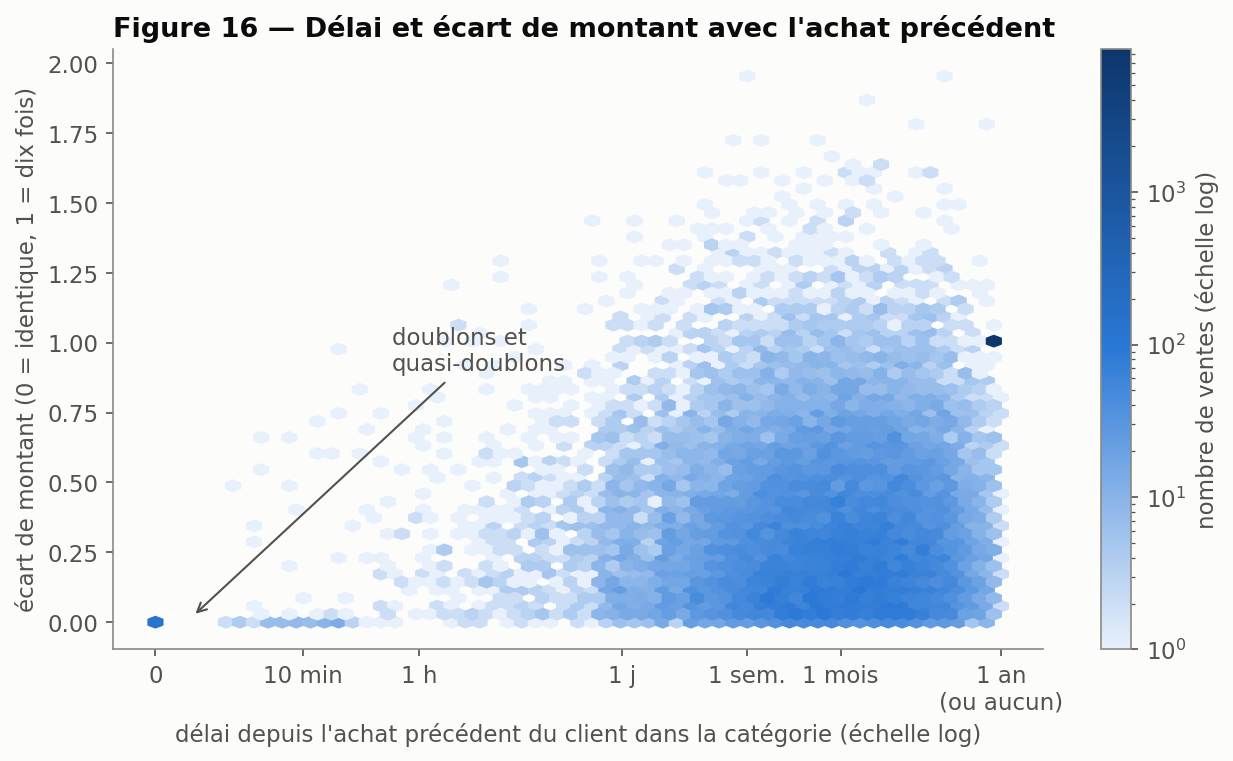 Figure 16 — Délai et écart de montant avec l'achat précédent
écart de montant (0 = identique, 1 = dix fois)
2.00
1.75
1.50
1.25
1.00
0.75
0.50
0.25
0.00
doublons et
quasi-doublons
0
10 min
1 h
1 j
1 sem.
1 mois
1 an
(ou aucun)
délai depuis l'achat précédent du client dans la catégorie (échelle log)
10³
10²
10¹
10⁰
nombre de ventes (échelle log)